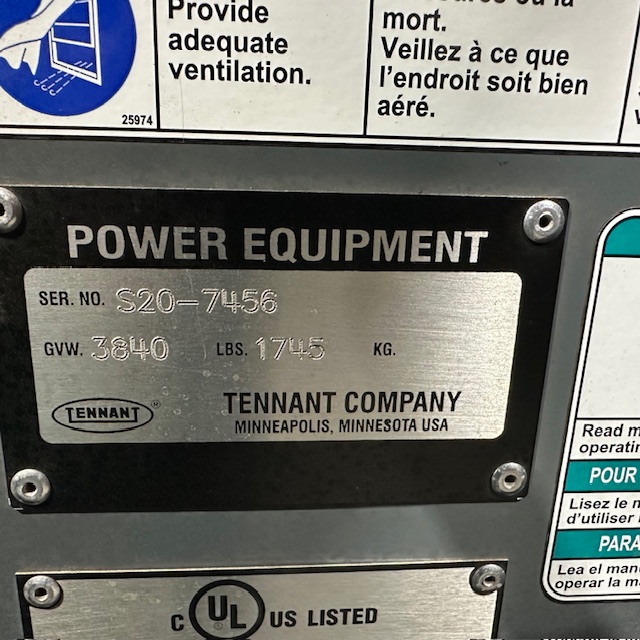 Provide
adequate
ventilation.
25974
ou la
mort.
Veillez à ce que
l'endroit soit bien
aéré.
POWER EQUIPMENT
SER. NO. S20-7456
GVW. 3840 LBS. 1745 KG.
TENNANT®
TENNANT COMPANY
MINNEAPOLIS, MINNESOTA USA
Read
POUR
Lisez le
d'utiliser
Lea el
operar la
C UL US LISTED